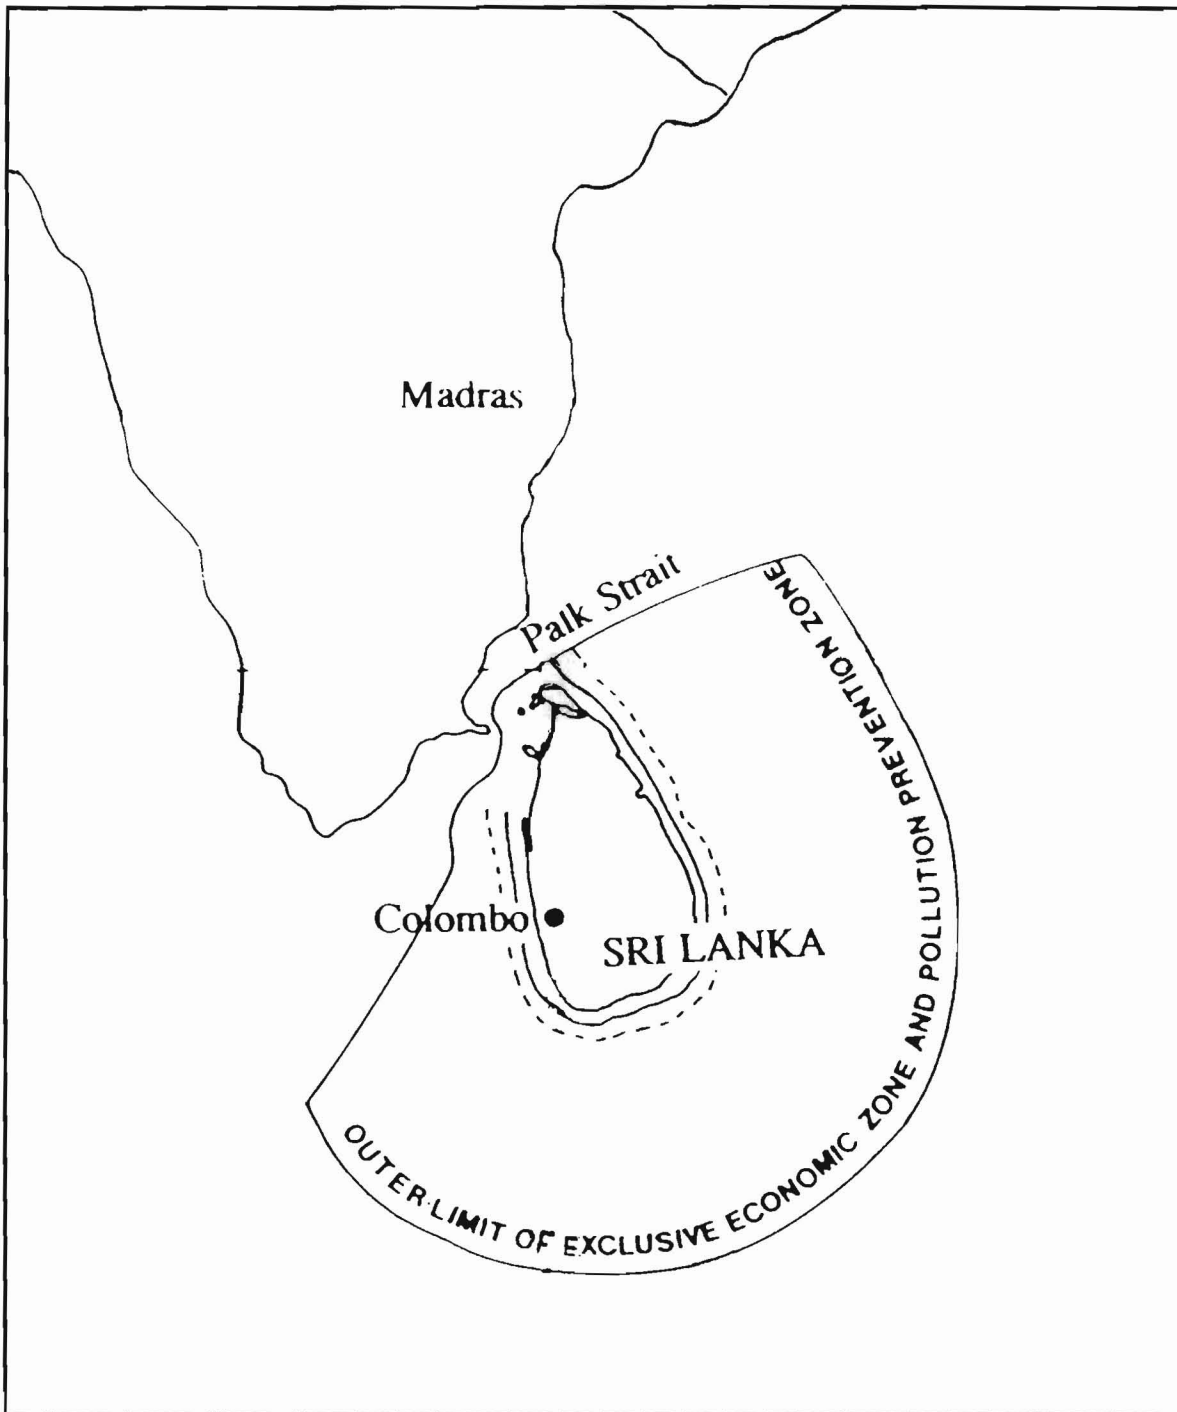 Madras
Palk Strait
Colombo
SRI LANKA
OUTER LIMIT OF EXCLUSIVE ECONOMIC ZONE AND POLLUTION PREVENTION ZONE